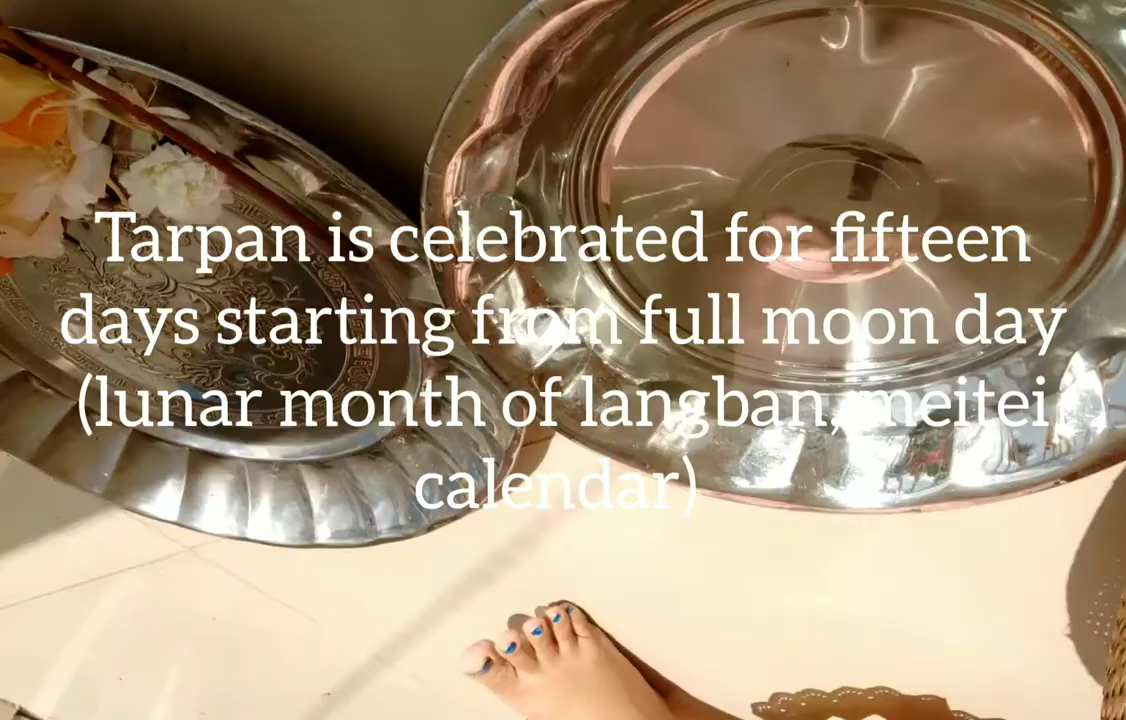 Tarpan is celebrated for fifteen
days starting from full moon day
(lunar month of langban, meitei
calendar)